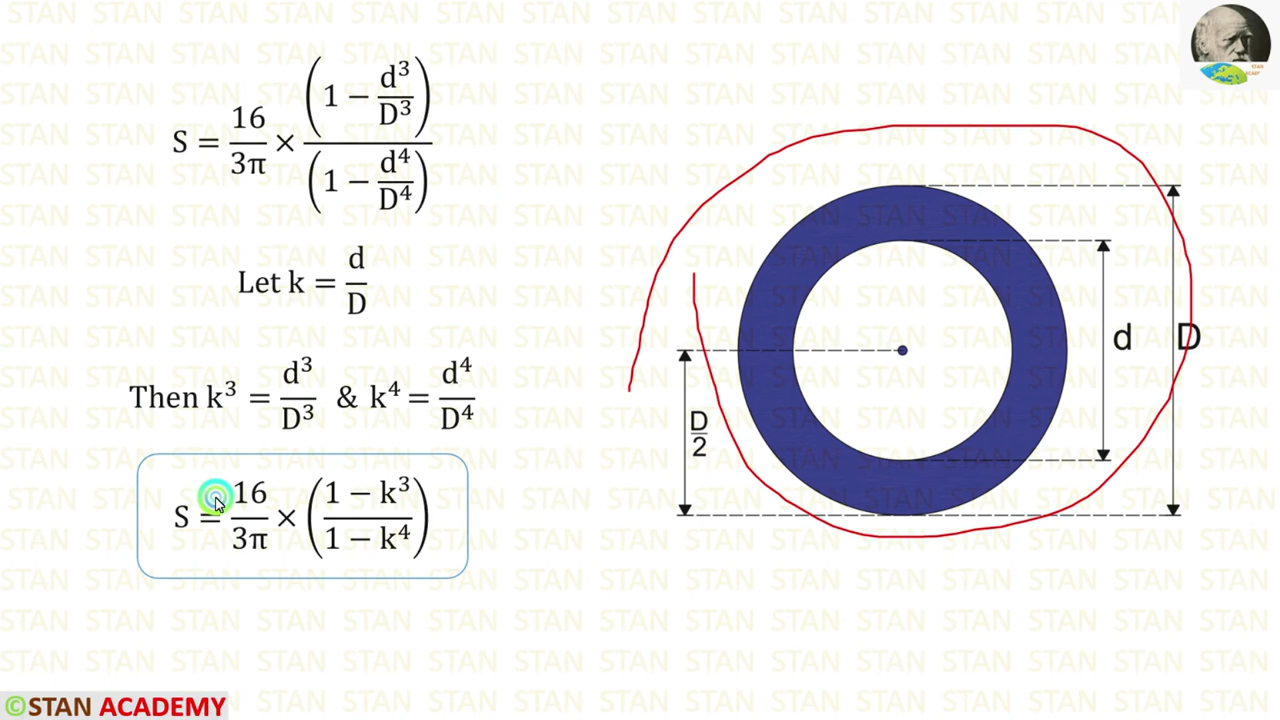 S = 16/3π × (1 − d³/D³)/(1 − d⁴/D⁴)
Let k = d/D
Then k³ = d³/D³ & k⁴ = d⁴/D⁴
S = 16/3π × ((1 − k³)/(1 − k⁴))
D/2
d
D
©STAN ACADEMY